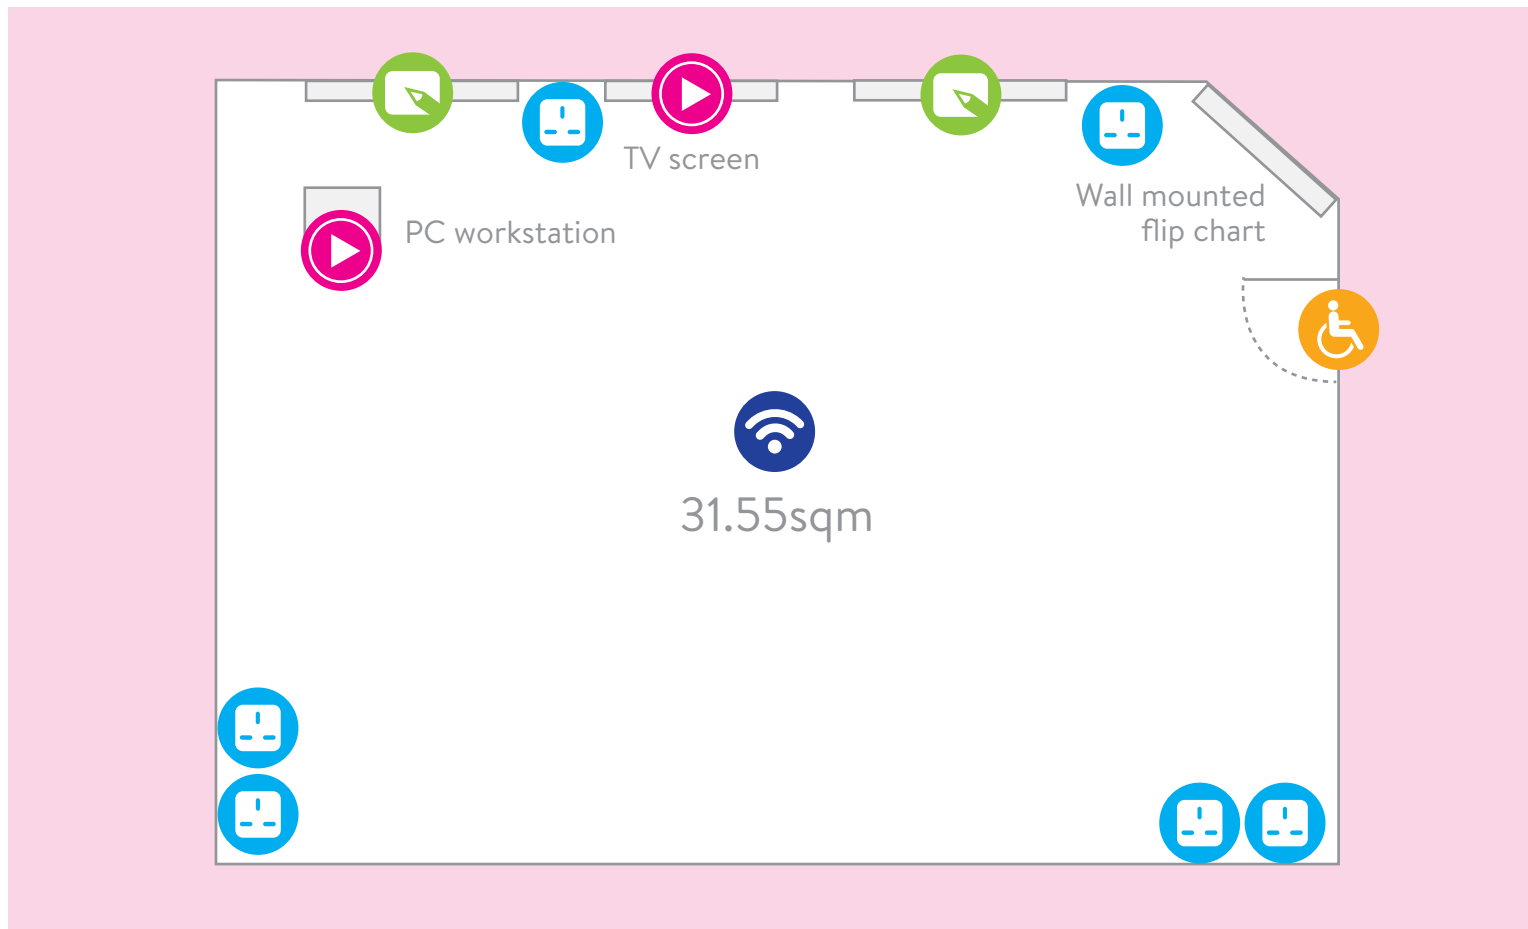 TV screen
Wall mounted
flip chart
PC workstation
31.55sqm